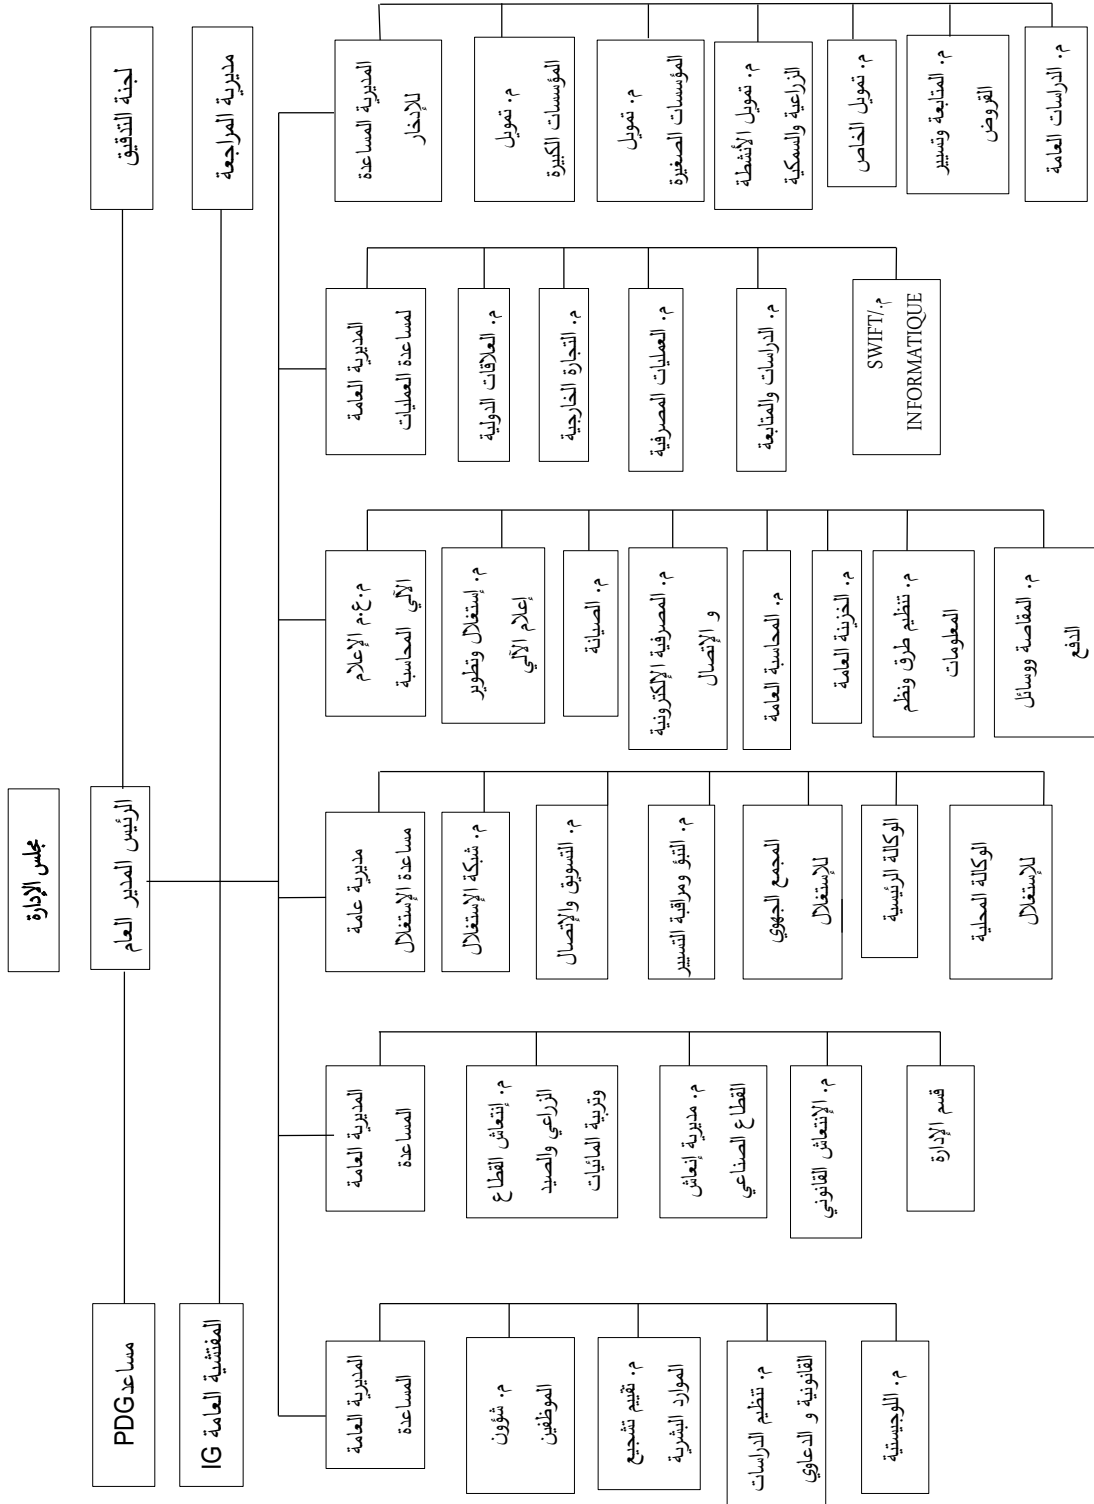 مجلس الإدارة
لجنة التدقيق
الرئيس المدير العام
مساعدPDG
مديرية المراجعة
المفتشية العامة IG
المديرية المساعدة
للإدخار
م. تمويل
المؤسسات الكبيرة
م. تمويل
المؤسسات الصغيرة
م. تمويل الأنشطة
الزراعية والسمكية
م. تمويل الخاص
م. المتابعة وتسيير
القروض
م. الدراسات العامة
المديرية العامة
لمساعدة العمليات
م. العلاقات الدولية
م. التجارة الخارجية
م. العمليات المصرفية
م. الدراسات والمتابعة
م./SWIFT
INFORMATIQUE
م.ع.م الإعلام
الآلي المحاسبة
م. إستغلال وتطوير
إعلام الآلي
م. الصيانة
م. المصرفية الإلكترونية
و الإتصال
م. المحاسبة العامة
م. الخزينة العامة
م. تنظيم طرق ونظم
المعلومات
م. المقاصة ووسائل
الدفع
مديرية عامة
مساعدة الإستغلال
م. شبكة الإستغلال
م. التسويق والإتصال
م. التبؤ ومراقبة التسيير
المجمع الجهوي
للإستغلال
الوكالة الرئيسية
الوكالة المحلية
للإستغلال
المديرية العامة
المساعدة
م. إنتعاش القطاع
الزراعي والصيد
وتربية المائيات
م. مديرية إنعاش
القطاع الصناعي
م. الإنتعاش القانوني
قسم الإدارة
المديرية العامة
المساعدة
م. شؤون
الموظفين
م. تقييم تشجيع
الموارد البشرية
م. تنظيم الدراسات
القانونية و الدعاوي
م. اللوجيستية